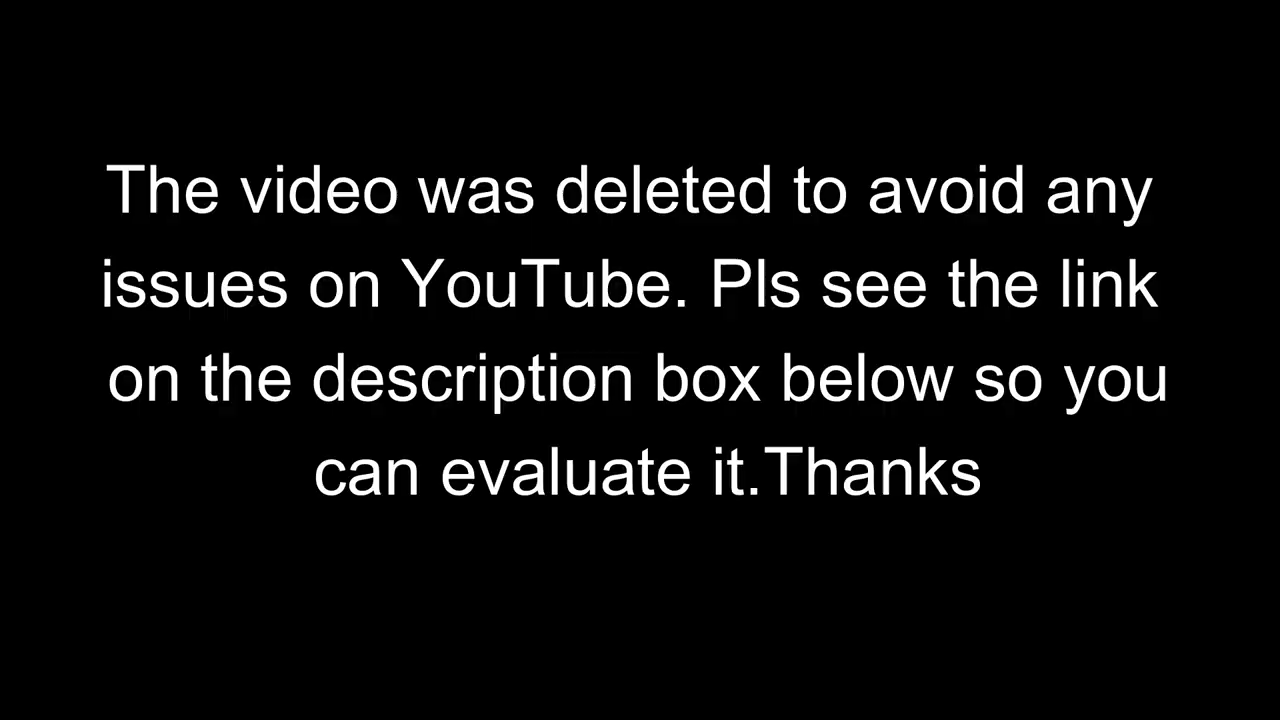 The video was deleted to avoid any
issues on YouTube. Pls see the link
on the description box below so you
can evaluate it.Thanks